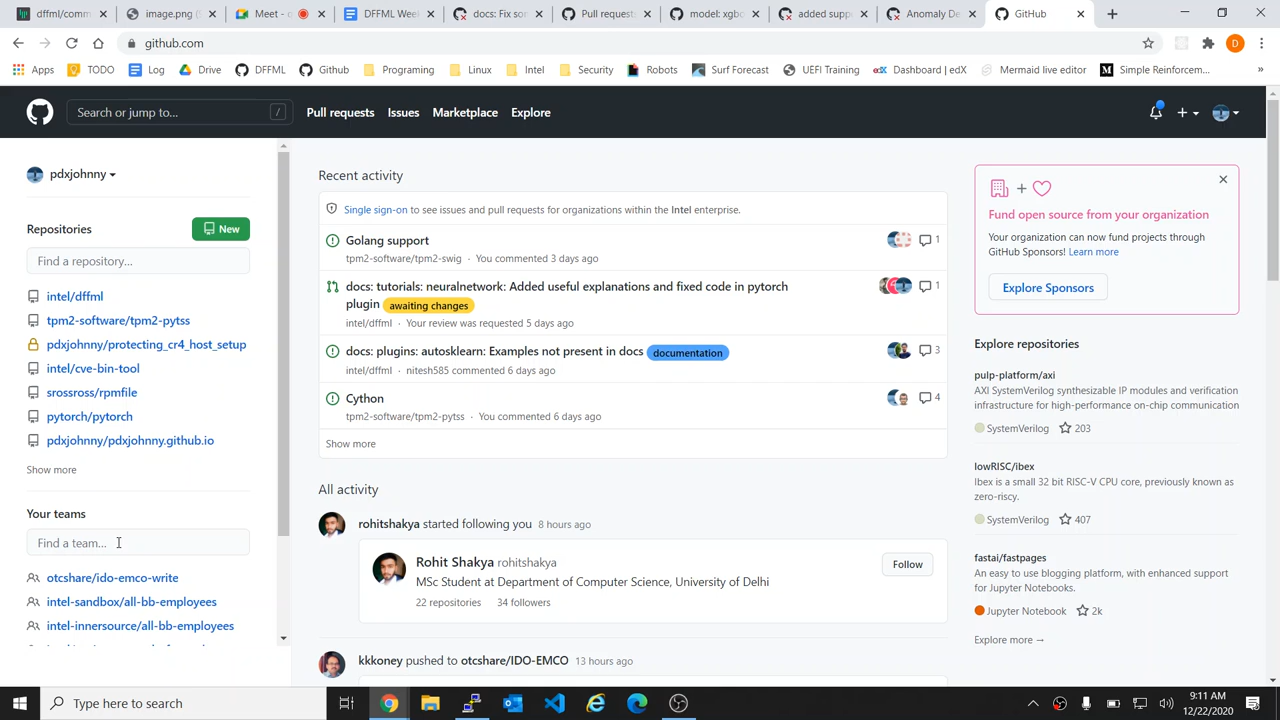 dffml/comm
image.png (
Meet -
DFFML Wee
docs: Fix son
Pull request
model: xgb
added supp
Anomaly De
GitHub
github.com
Apps
TODO
Log
Drive
DFFML
Github
Programing
Linux
Intel
Security
Robots
Surf Forecast
UEFI Training
Dashboard | edX
Mermaid live editor
Simple Reinforcem...
Search or jump to...
/
Pull requests
Issues
Marketplace
Explore
pdxjohnny
Repositories
New
Find a repository...
intel/dffml
tpm2-software/tpm2-pytss
pdxjohnny/protecting_cr4_host_setup
intel/cve-bin-tool
srossross/rpmfile
pytorch/pytorch
pdxjohnny/pdxjohnny.github.io
Show more
Your teams
Find a team...
otcshare/ido-emco-write
intel-sandbox/all-bb-employees
intel-innersource/all-bb-employees
Recent activity
Single sign-on to see issues and pull requests for organizations within the Intel enterprise.
Golang support
1
tpm2-software/tpm2-swig · You commented 3 days ago
docs: tutorials: neuralnetwork: Added useful explanations and fixed code in pytorch
1
plugin awaiting changes
intel/dffml · Your review was requested 5 days ago
docs: plugins: autosklearn: Examples not present in docs documentation
3
intel/dffml · nitesh585 commented 6 days ago
Cython
4
tpm2-software/tpm2-pytss · You commented 6 days ago
Show more
All activity
rohitshakya started following you 8 hours ago
Rohit Shakya rohitshakya
Follow
MSc Student at Department of Computer Science, University of Delhi
22 repositories 34 followers
kkkoney pushed to otcshare/IDO-EMCO 13 hours ago
Fund open source from your organization
Your organization can now fund projects through
GitHub Sponsors! Learn more
Explore Sponsors
Explore repositories
pulp-platform/axi
AXI SystemVerilog synthesizable IP modules and verification
infrastructure for high-performance on-chip communication
SystemVerilog 203
lowRISC/ibex
Ibex is a small 32 bit RISC-V CPU core, previously known as
zero-riscy.
SystemVerilog 407
fastai/fastpages
An easy to use blogging platform, with enhanced support
for Jupyter Notebooks.
Jupyter Notebook 2k
Explore more →
Type here to search
9:11 AM
12/22/2020